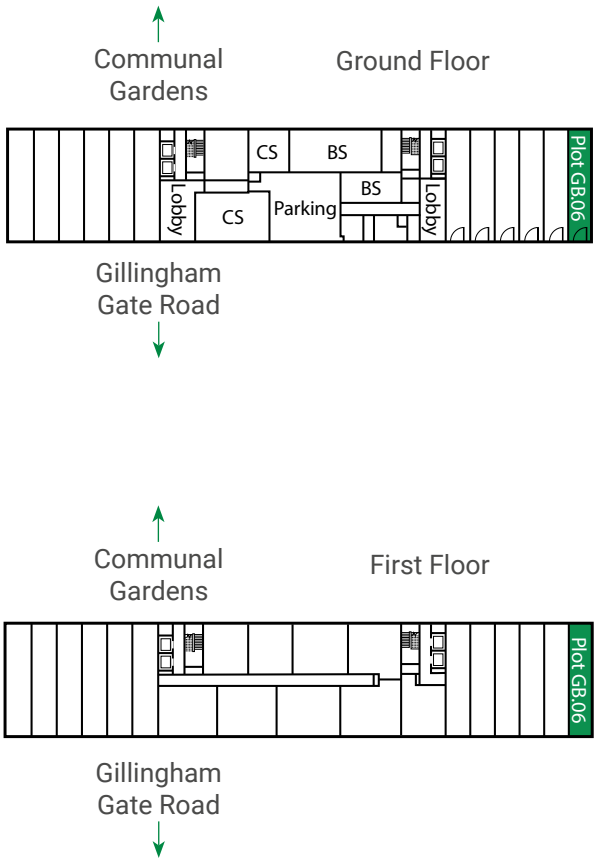 Communal
Gardens
Ground Floor
CS
BS
Plot GB.06
BS
Lobby
CS
Parking
Lobby
Gillingham
Gate Road
Communal
Gardens
First Floor
Plot GB.06
Gillingham
Gate Road